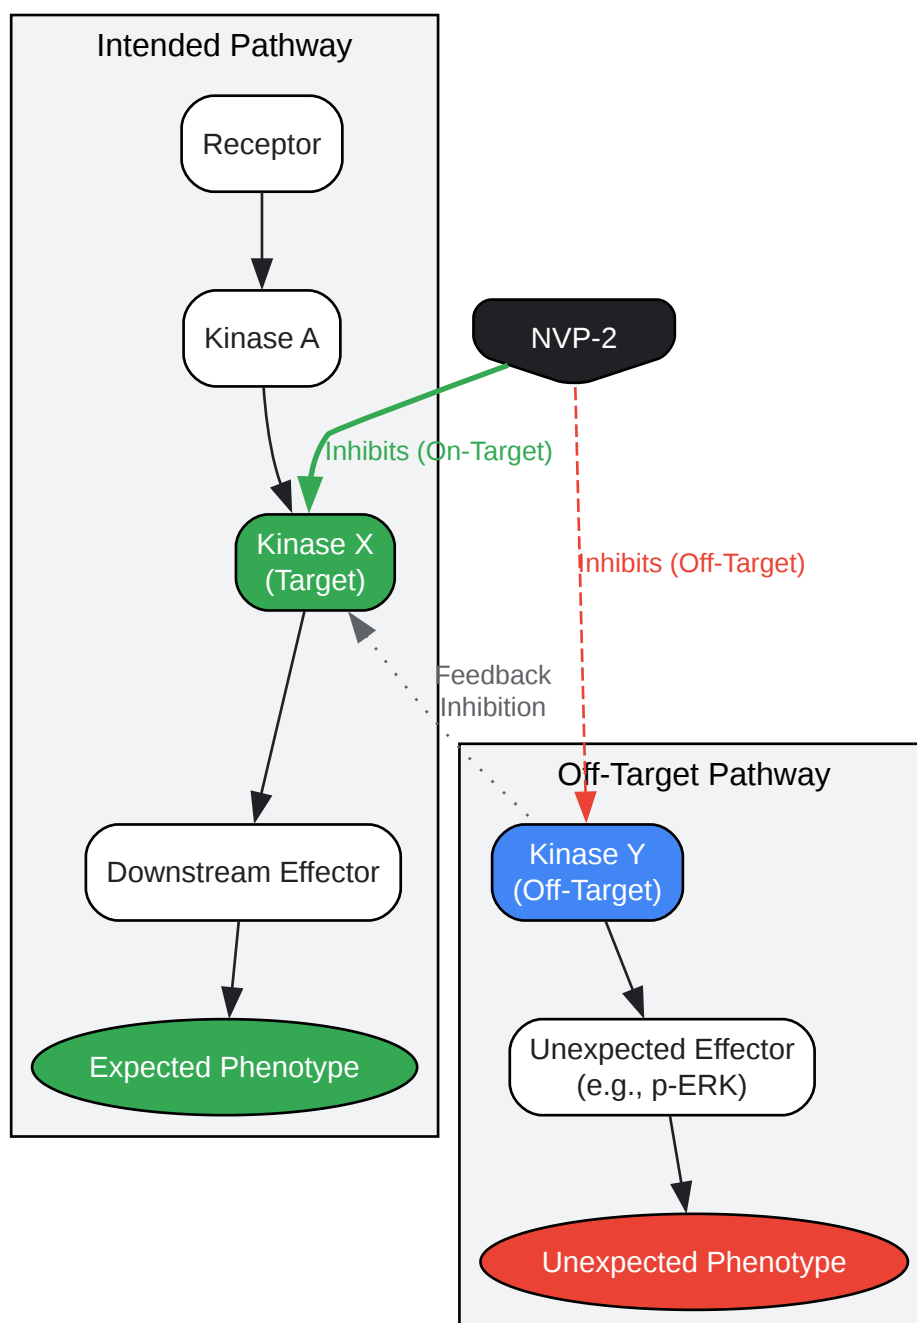 Intended Pathway
Receptor
Kinase A
NVP-2
Inhibits (On-Target)
Kinase X
(Target)
Inhibits (Off-Target)
Feedback
Inhibition
Off-Target Pathway
Downstream Effector
Kinase Y
(Off-Target)
Expected Phenotype
Unexpected Effector
(e.g., p-ERK)
Unexpected Phenotype